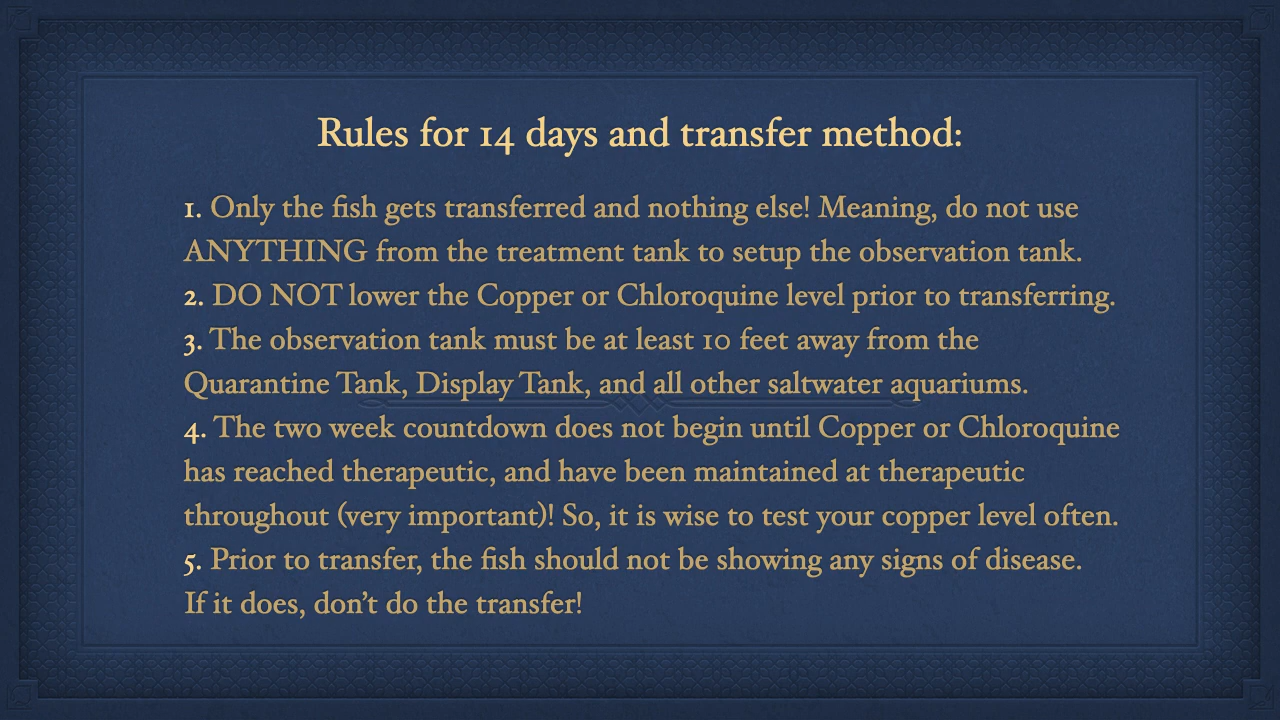 Rules for 14 days and transfer method:
1. Only the fish gets transferred and nothing else! Meaning, do not use
ANYTHING from the treatment tank to setup the observation tank.
2. DO NOT lower the Copper or Chloroquine level prior to transferring.
3. The observation tank must be at least 10 feet away from the
Quarantine Tank, Display Tank, and all other saltwater aquariums.
4. The two week countdown does not begin until Copper or Chloroquine
has reached therapeutic, and have been maintained at therapeutic
throughout (very important)! So, it is wise to test your copper level often.
5. Prior to transfer, the fish should not be showing any signs of disease.
If it does, don’t do the transfer!